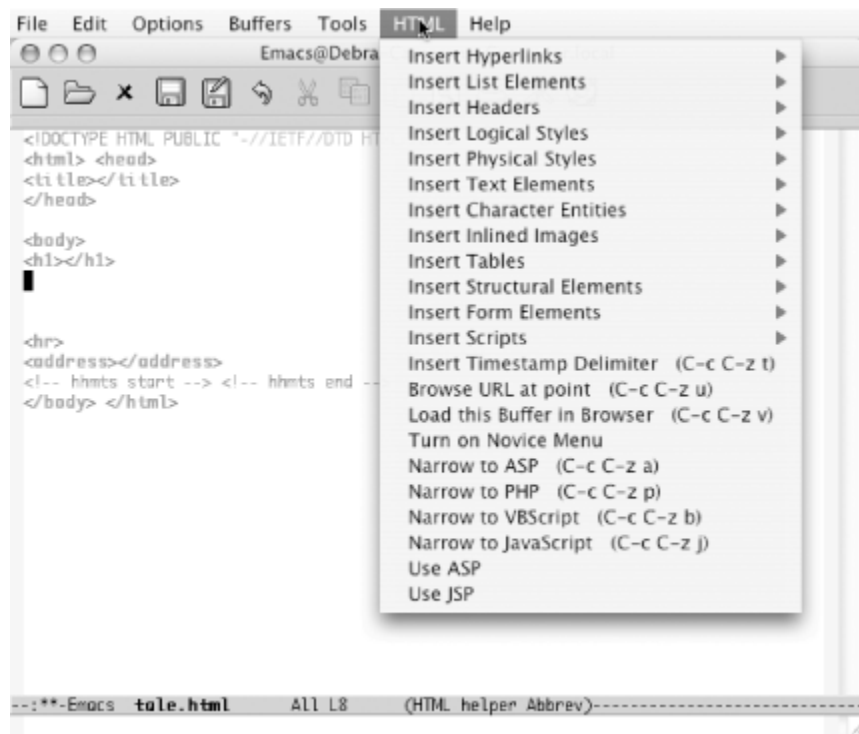 File Edit Options Buffers Tools HTML Help
Emacs@Debra
<!DOCTYPE HTML PUBLIC "-//IETF//DTD HT
<html> <head>
<title></title>
</head>
<body>
<h1></h1>
<hr>
<address></address>
<!-- hhmts start --> <!-- hhmts end --
</body> </html>
Insert Hyperlinks
Insert List Elements
Insert Headers
Insert Logical Styles
Insert Physical Styles
Insert Text Elements
Insert Character Entities
Insert Inlined Images
Insert Tables
Insert Structural Elements
Insert Form Elements
Insert Scripts
Insert Timestamp Delimiter (C-c C-z t)
Browse URL at point (C-c C-z u)
Load this Buffer in Browser (C-c C-z v)
Turn on Novice Menu
Narrow to ASP (C-c C-z a)
Narrow to PHP (C-c C-z p)
Narrow to VBScript (C-c C-z b)
Narrow to JavaScript (C-c C-z j)
Use ASP
Use JSP
--:**-Emacs tale.html All L8 (HTML helper Abbrev)--------------------------